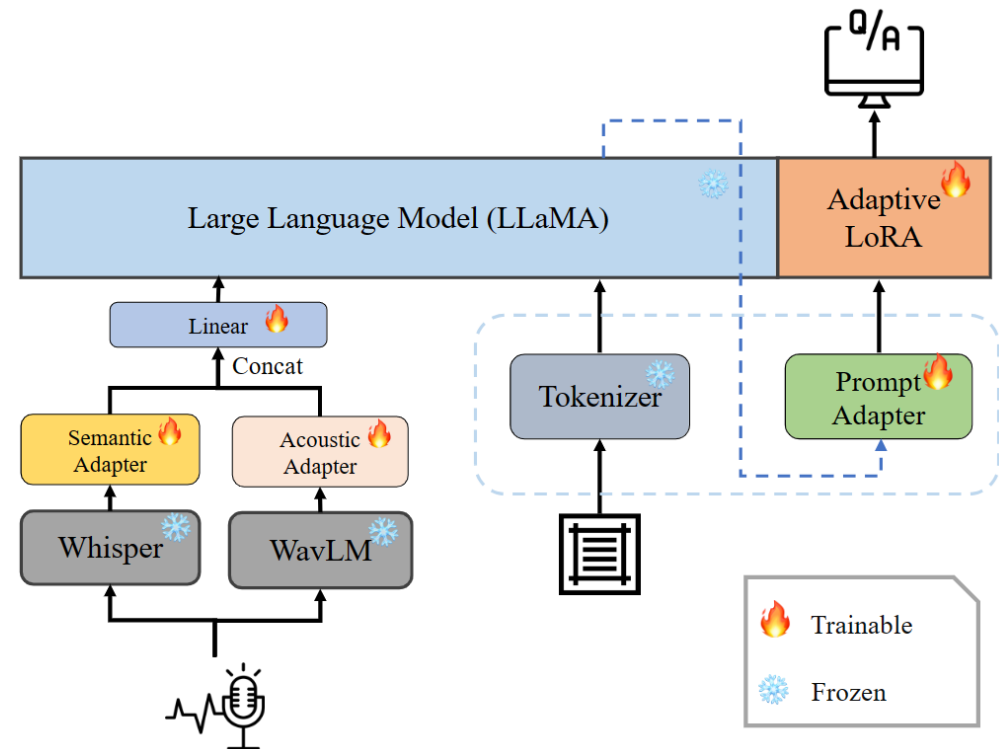 Q/A
Large Language Model (LLaMA)
Adaptive
LoRA
Linear
Concat
Tokenizer
Prompt
Adapter
Semantic
Adapter
Acoustic
Adapter
Whisper
WavLM
Trainable
Frozen